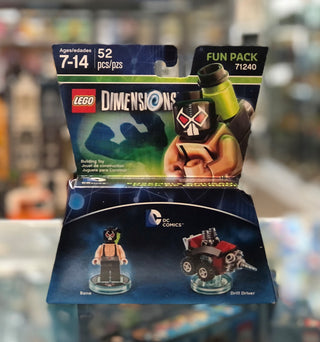 Ages/edades
7-14
52
pcs/pzs
FUN PACK
71240
LEGO DIMENSIONS
Building Toy
Jouet de construction
Juguete para Construir
DC COMICS
Bane
Drill Driver